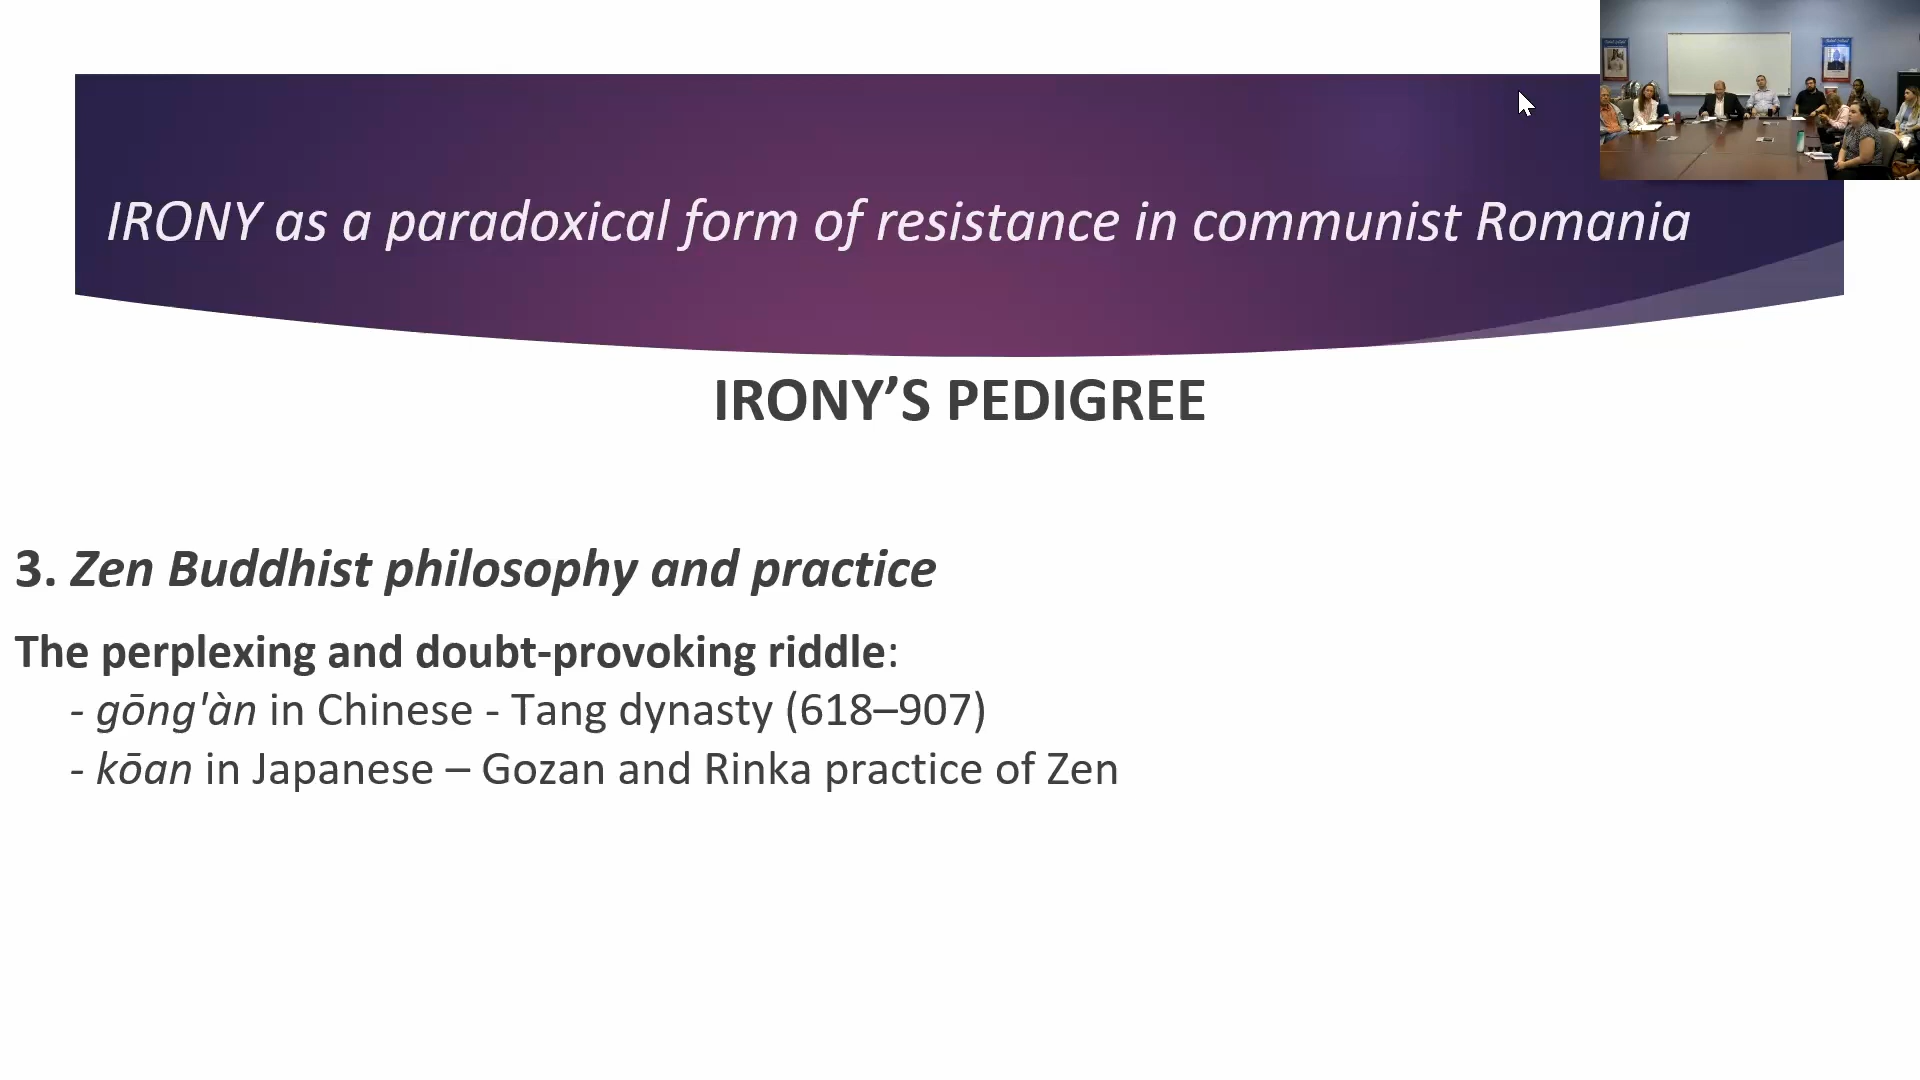 IRONY as a paradoxical form of resistance in communist Romania
IRONY’S PEDIGREE
3. Zen Buddhist philosophy and practice
The perplexing and doubt-provoking riddle:
- gōng'àn in Chinese - Tang dynasty (618–907)
- kōan in Japanese – Gozan and Rinka practice of Zen